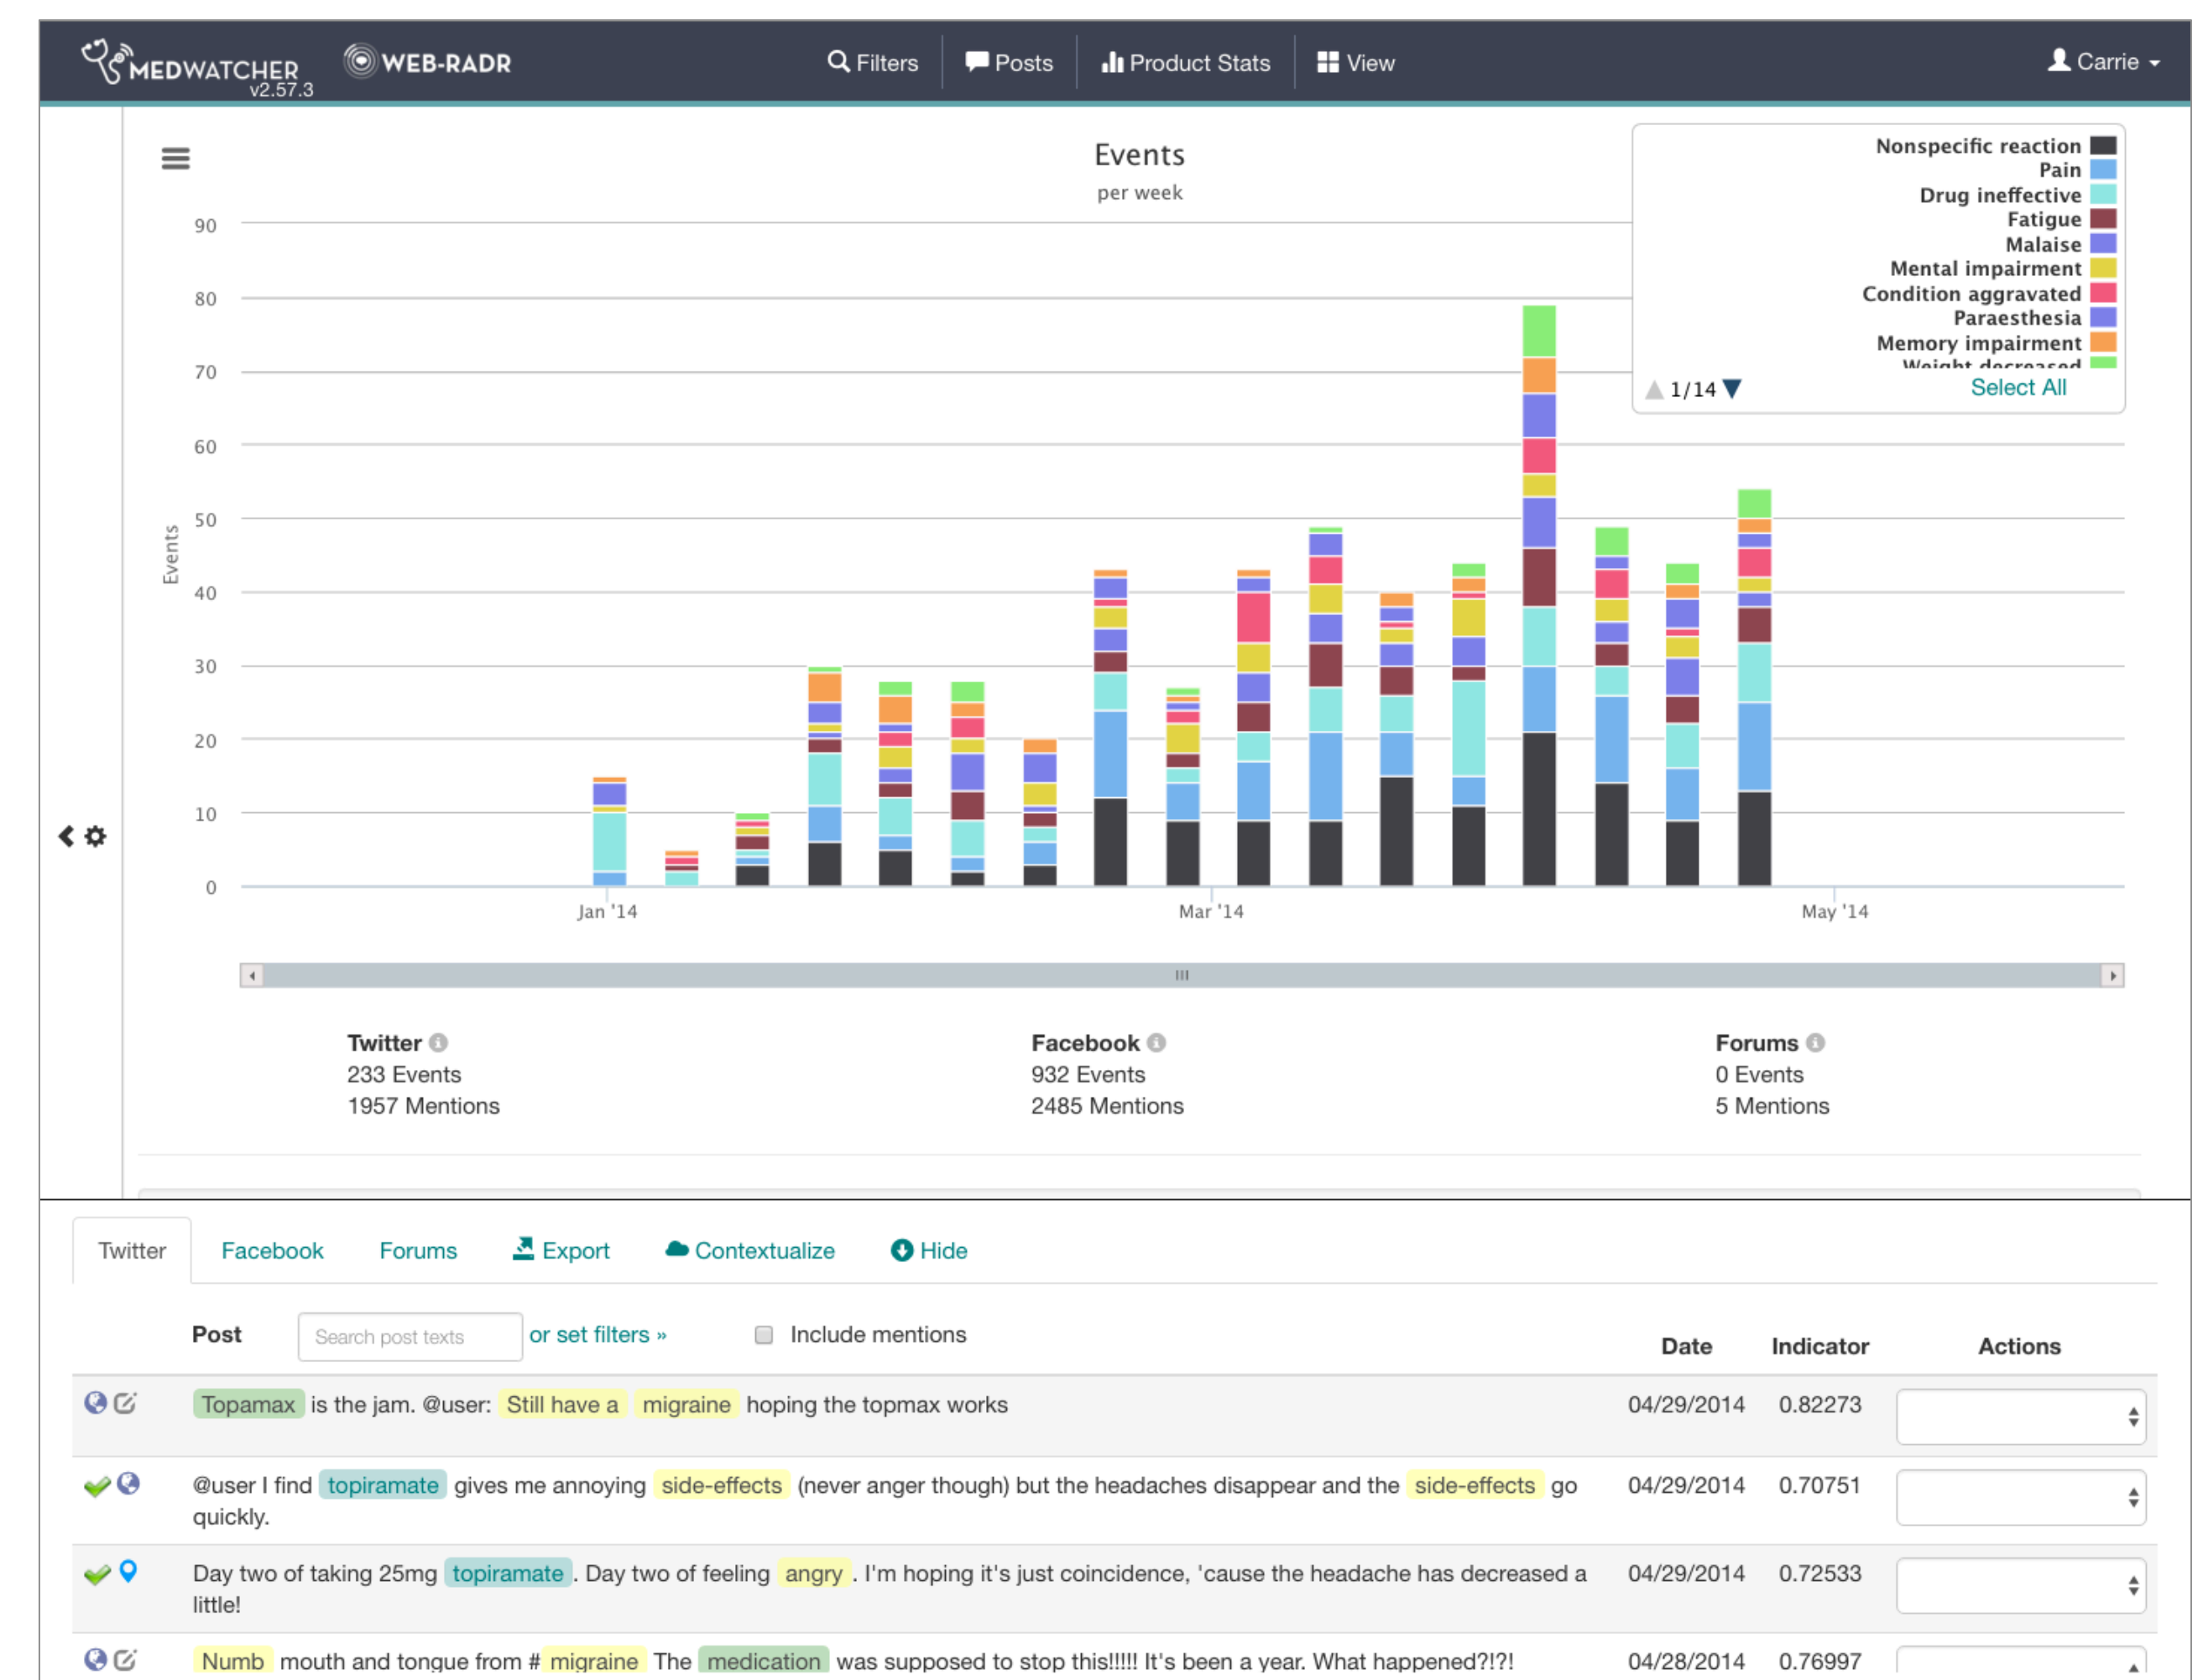 MEDWATCHER
v2.57.3
WEB-RADR
Filters
Posts
Product Stats
View
Carrie
Events
per week
Nonspecific reaction
Pain
Drug ineffective
Fatigue
Malaise
Mental impairment
Condition aggravated
Paraesthesia
Memory impairment
Weight decreased
1/14
Select All
90
80
70
60
50
40
30
20
10
0
Events
Jan '14
Mar '14
May '14
Twitter
233 Events
1957 Mentions
Facebook
932 Events
2485 Mentions
Forums
0 Events
5 Mentions
Twitter Facebook Forums Export Contextualize Hide
Post Search post texts or set filters » Include mentions Date Indicator Actions
Topamax is the jam. @user: Still have a migraine hoping the topmax works 04/29/2014 0.82273
@user I find topiramate gives me annoying side-effects (never anger though) but the headaches disappear and the side-effects go 04/29/2014 0.70751
quickly.
Day two of taking 25mg topiramate. Day two of feeling angry. I'm hoping it's just coincidence, 'cause the headache has decreased a 04/29/2014 0.72533
little!
Numb mouth and tongue from #migraine The medication was supposed to stop this!!!!! It's been a year. What happened?!?! 04/28/2014 0.76997